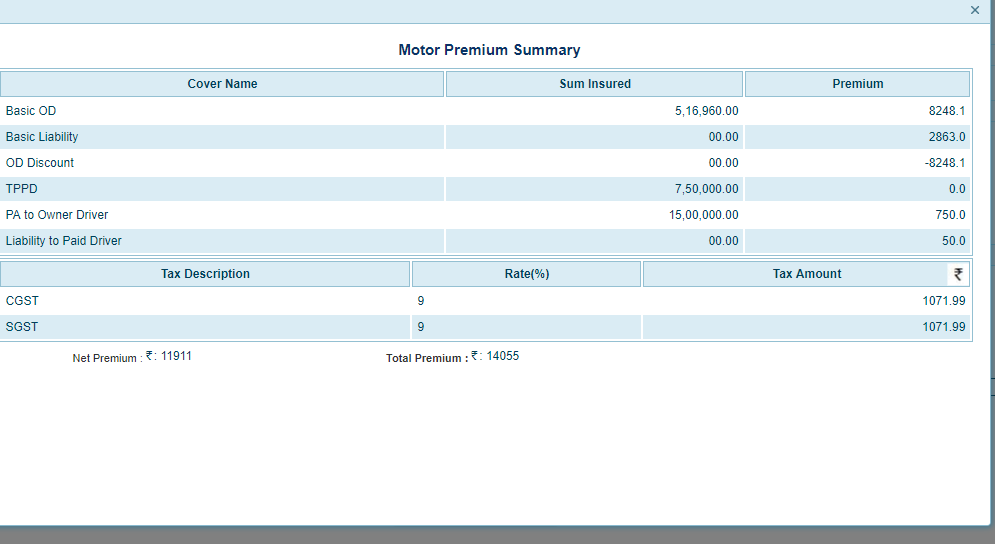 ×
Motor Premium Summary
Cover Name Sum Insured Premium
Basic OD 5,16,960.00 8248.1
Basic Liability 00.00 2863.0
OD Discount 00.00 -8248.1
TPPD 7,50,000.00 0.0
PA to Owner Driver 15,00,000.00 750.0
Liability to Paid Driver 00.00 50.0
Tax Description Rate(%) Tax Amount ₹
CGST 9 1071.99
SGST 9 1071.99
Net Premium : ₹ : 11911 Total Premium : ₹ : 14055